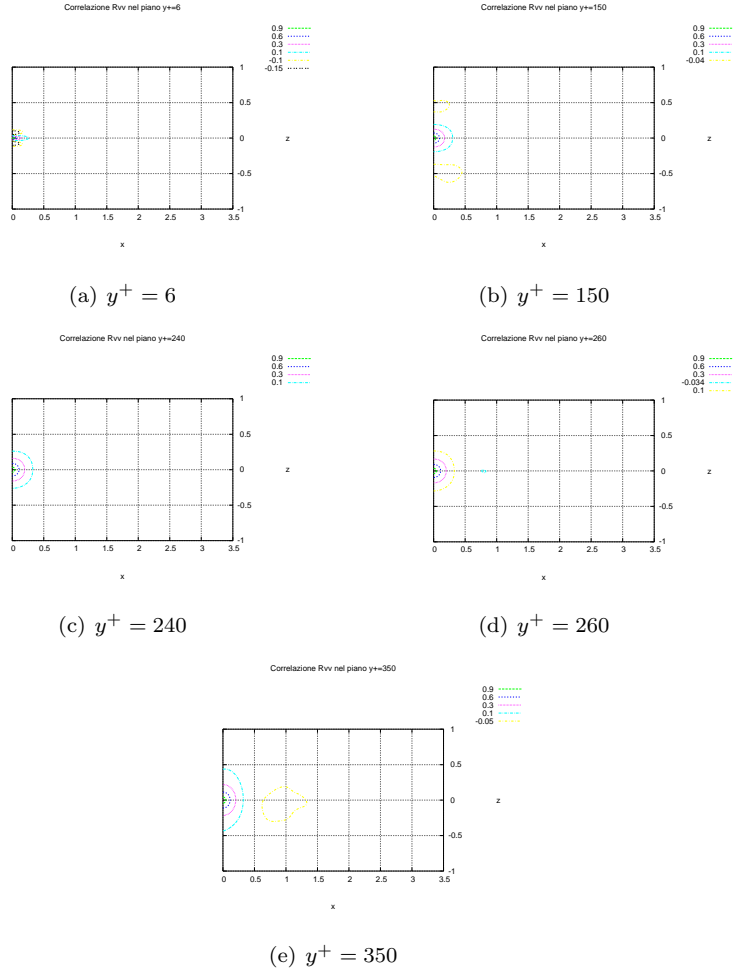 Correlazione Rvv nel piano y+=6
0.9
0.6
0.3
0.1
-0.1
-0.15
1
0.5
0
-0.5
-1
z
0 0.5 1 1.5 2 2.5 3 3.5
x
(a) y+ = 6
Correlazione Rvv nel piano y+=150
0.9
0.6
0.3
0.1
-0.04
1
0.5
0
-0.5
-1
z
0 0.5 1 1.5 2 2.5 3 3.5
x
(b) y+ = 150
Correlazione Rvv nel piano y+=240
0.9
0.6
0.3
0.1
1
0.5
0
-0.5
-1
z
0 0.5 1 1.5 2 2.5 3 3.5
x
(c) y+ = 240
Correlazione Rvv nel piano y+=260
0.9
0.6
0.3
-0.034
0.1
1
0.5
0
-0.5
-1
z
0 0.5 1 1.5 2 2.5 3 3.5
x
(d) y+ = 260
Correlazione Rvv nel piano y+=350
0.9
0.6
0.3
0.1
-0.05
1
0.5
0
-0.5
-1
z
0 0.5 1 1.5 2 2.5 3 3.5
x
(e) y+ = 350